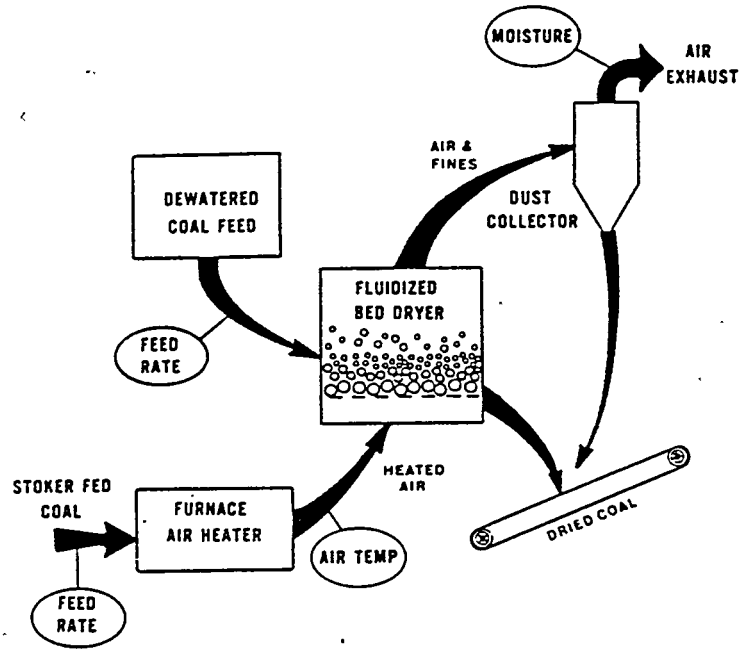 MOISTURE
AIR
EXHAUST
AIR &
FINES
DEWATERED
COAL FEED
DUST
COLLECTOR
FLUIDIZED
BED DRYER
FEED
RATE
HEATED
AIR
STOKER FED
COAL
FURNACE
AIR HEATER
AIR TEMP
DRIED COAL
FEED
RATE